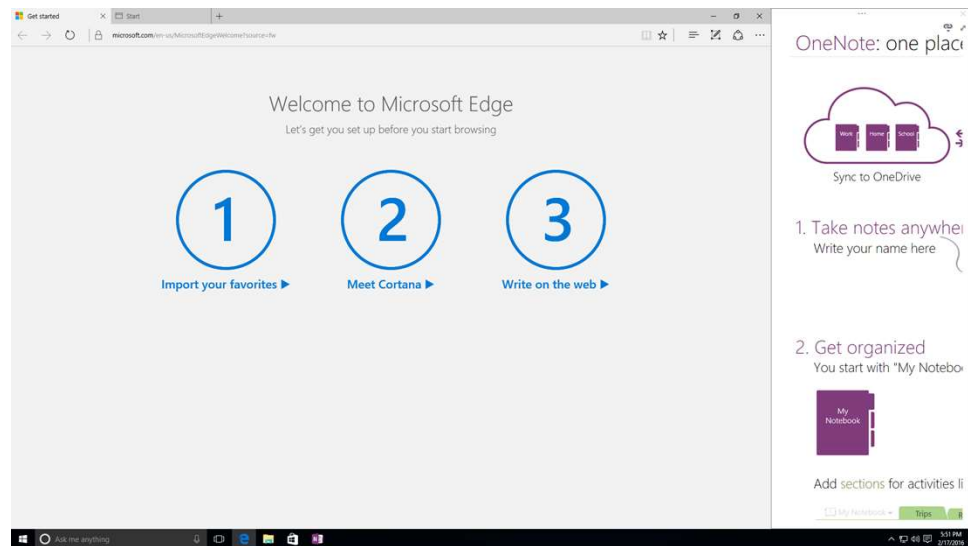 Get started
Start
microsoft.com/en-us/MicrosoftEdgeWelcome?source=fw
Welcome to Microsoft Edge
Let's get you set up before you start browsing
1
2
3
Import your favorites
Meet Cortana
Write on the web
OneNote: one place
Work
Home
School
Sync to OneDrive
1. Take notes anywher
Write your name here
2. Get organized
You start with "My Notebo
My
Notebook
Add sections for activities li
My Notebook
Trips
Ask me anything
5:51 PM
2/17/2016